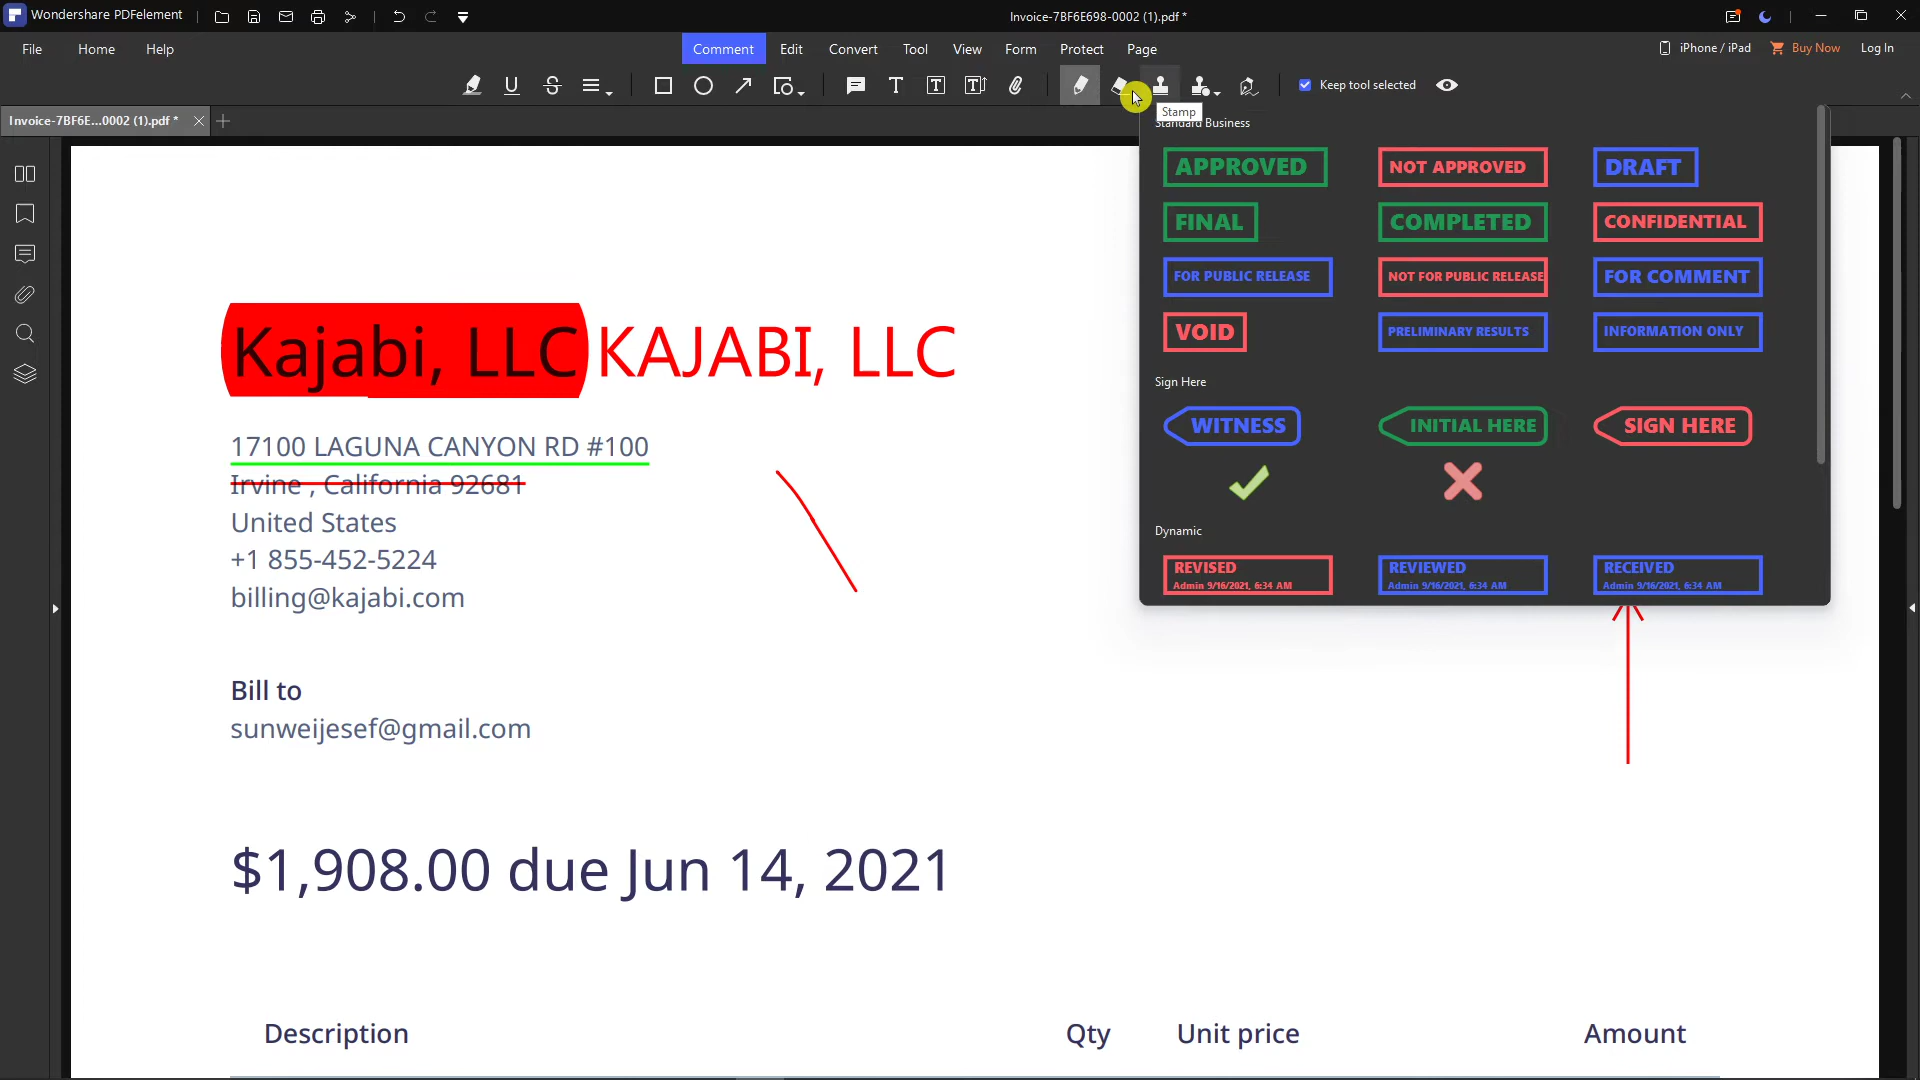 Wondershare PDFelement
Invoice-7BF6E698-0002 (1).pdf *
File Home Help
Comment Edit Convert Tool View Form Protect Page
iPhone / iPad Buy Now Log In
Keep tool selected
Invoice-7BF6E...0002 (1).pdf *
Stamp
Standard Business
APPROVED NOT APPROVED DRAFT
FINAL COMPLETED CONFIDENTIAL
FOR PUBLIC RELEASE NOT FOR PUBLIC RELEASE FOR COMMENT
VOID PRELIMINARY RESULTS INFORMATION ONLY
Sign Here
WITNESS INITIAL HERE SIGN HERE
Dynamic
REVISED REVIEWED RECEIVED
Admin 9/16/2021, 6:34 AM Admin 9/16/2021, 6:34 AM Admin 9/16/2021, 6:34 AM
Kajabi, LLC KAJABI, LLC
17100 LAGUNA CANYON RD #100
Irvine , California 92681
United States
+1 855-452-5224
billing@kajabi.com
Bill to
sunweijesef@gmail.com
$1,908.00 due Jun 14, 2021
Description Qty Unit price Amount